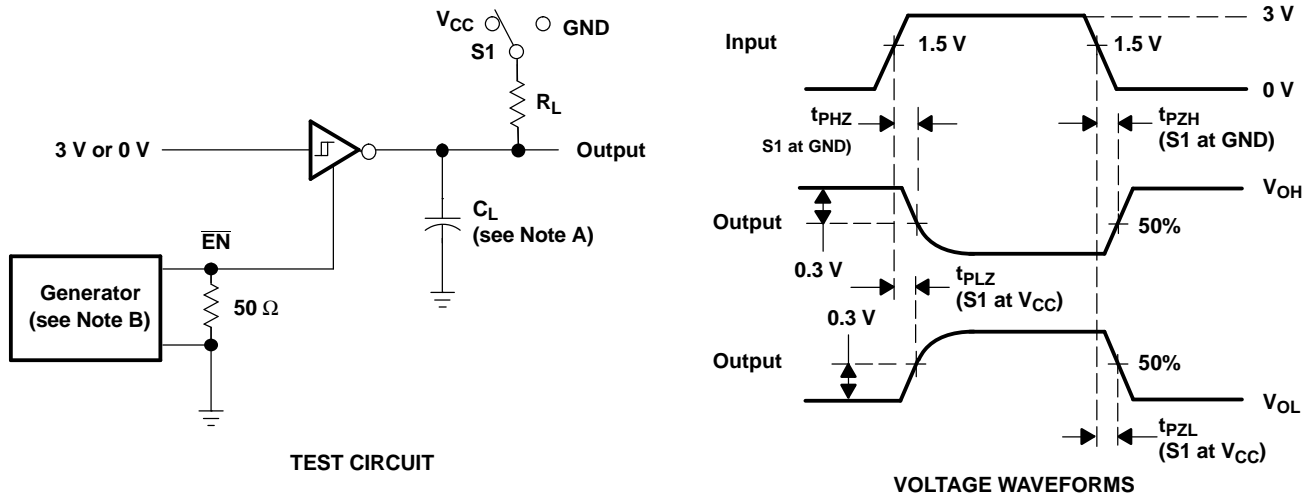 VCC
GND
S1
RL
3 V or 0 V
Output
CL
(see Note A)
EN
Generator
(see Note B)
50 Ω
TEST CIRCUIT
3 V
Input
1.5 V
1.5 V
0 V
tPHZ
S1 at GND)
tPZH
(S1 at GND)
VOH
Output
50%
0.3 V
tPLZ
(S1 at VCC)
0.3 V
Output
50%
VOL
tPZL
(S1 at VCC)
VOLTAGE WAVEFORMS